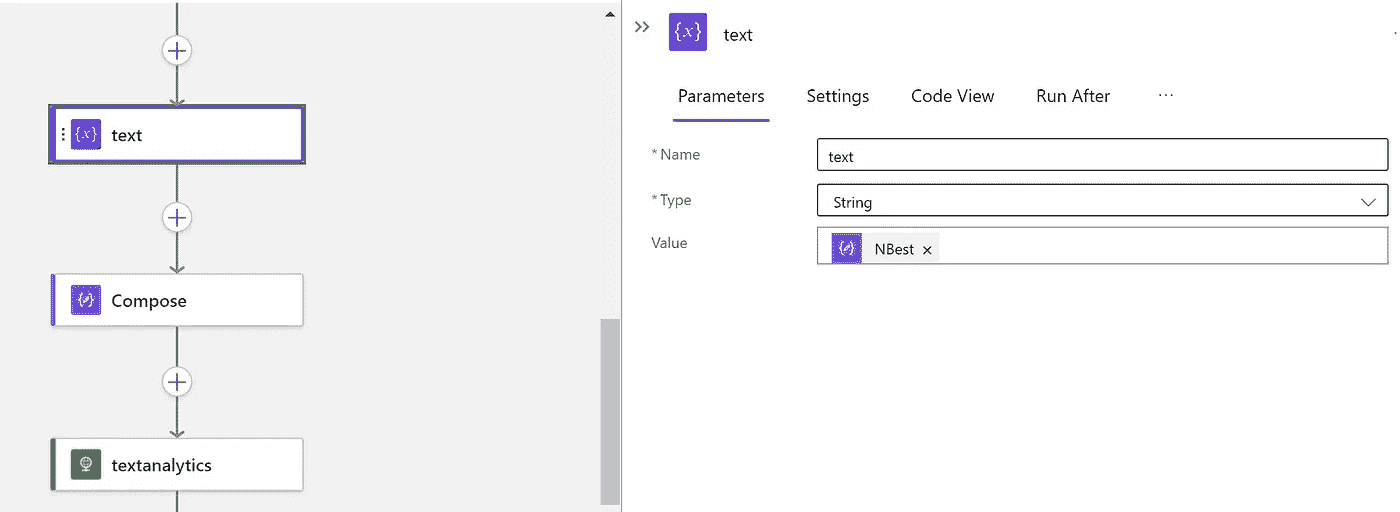 text
Compose
textanalytics
{x} text
Parameters Settings Code View Run After ...
* Name text
* Type String
Value NBest ×